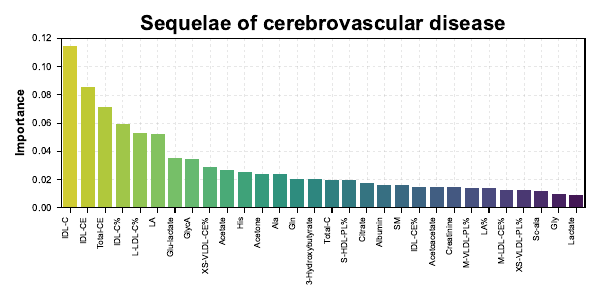 Sequelae of cerebrovascular disease
Importance
0.12
0.10
0.08
0.06
0.04
0.02
0.00
IDL-C
IDL-CE
Total-CE
IDL-C%
L-LDL-C%
LA
Glu-lactate
GlycA
XS-VLDL-CE%
Acetate
His
Acetone
Ala
Gln
3-Hydroxybutyrate
Total-C
S-HDL-PL%
Citrate
Albumin
SM
IDL-CE%
Acetoacetate
Creatinine
M-VLDL-PL%
LA%
M-LDL-CE%
XS-VLDL-PL%
Sc-ala
Gly
Lactate